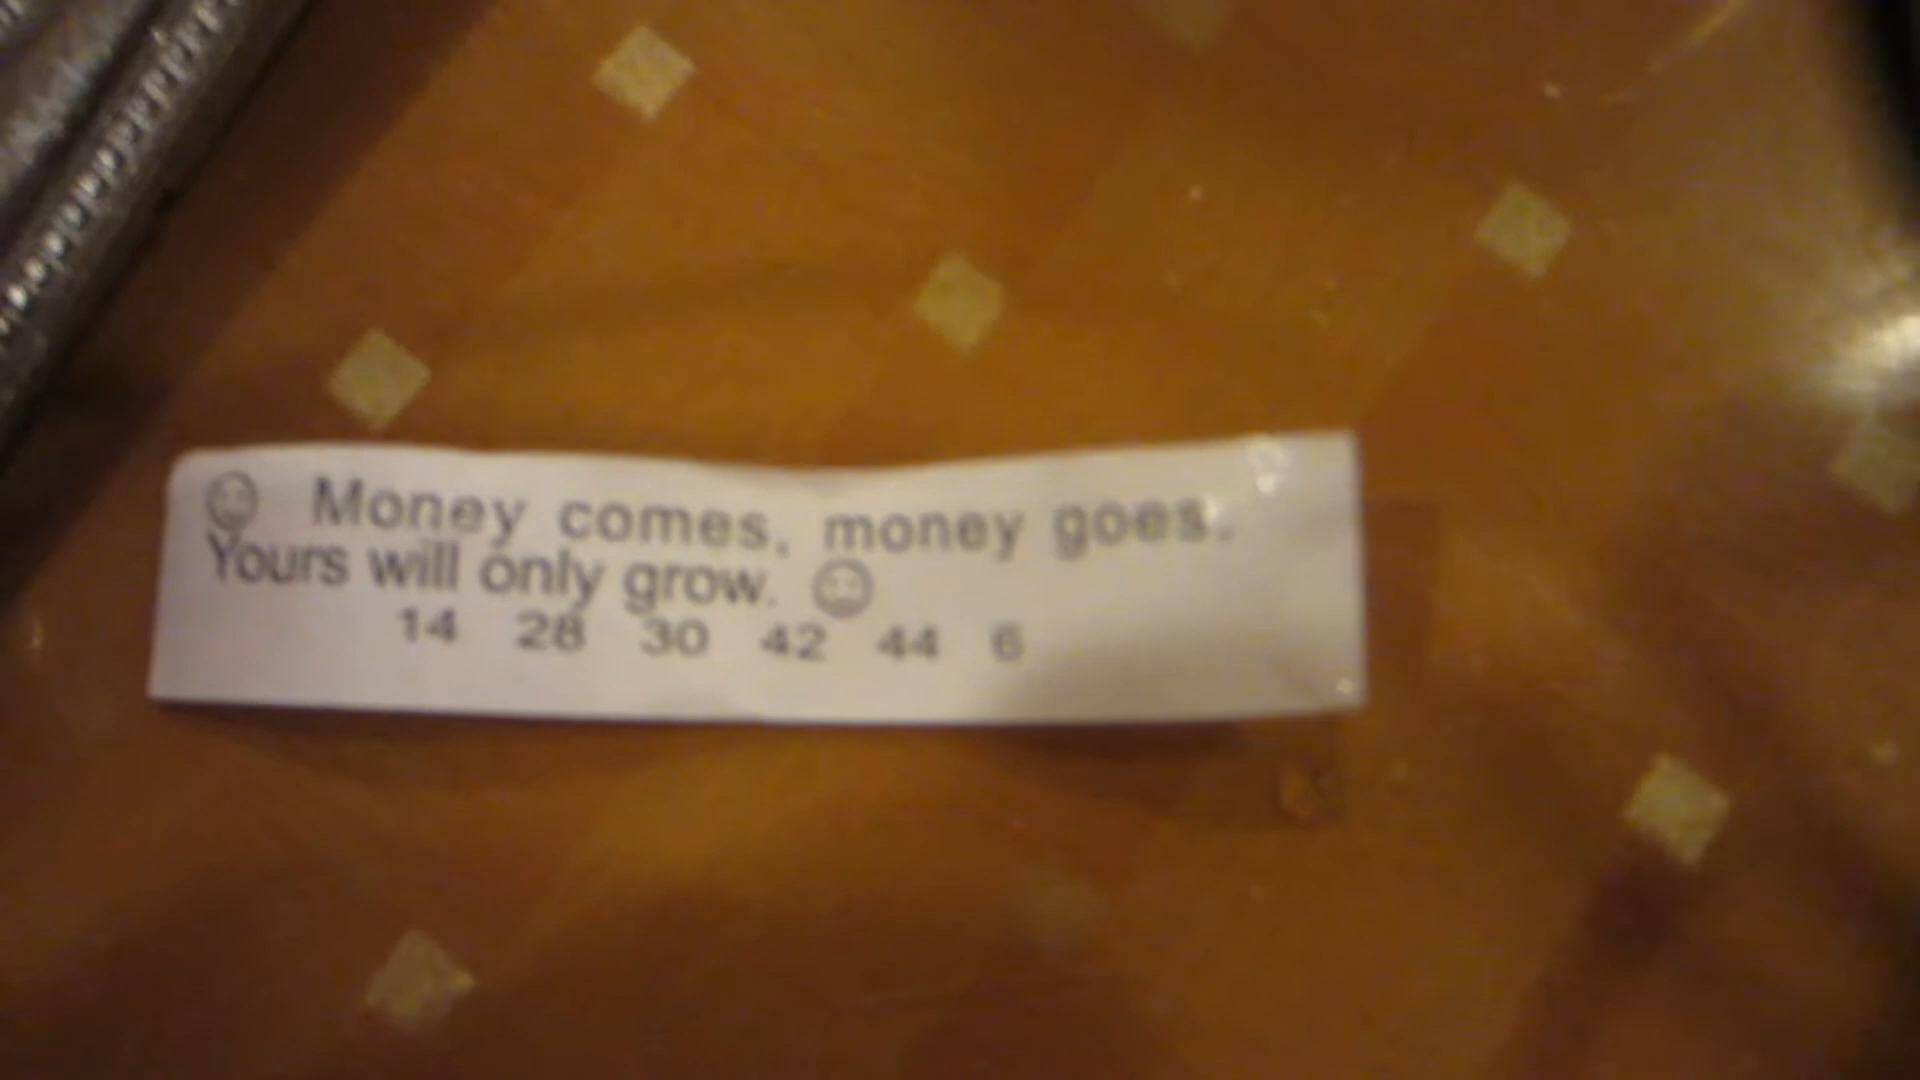 ☺ Money comes, money goes.
Yours will only grow. ☺
14 28 30 42 44 6